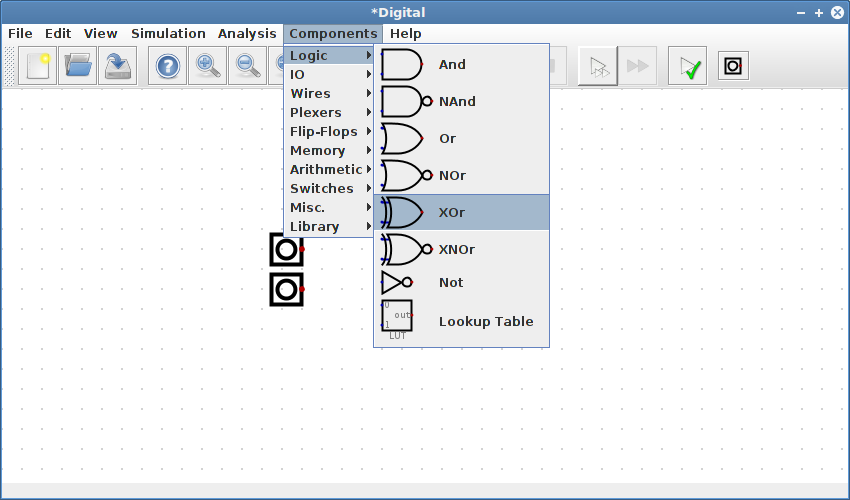 *Digital
File Edit View Simulation Analysis Components Help
Logic
IO
Wires
Plexers
Flip-Flops
Memory
Arithmetic
Switches
Misc.
Library
And
NAnd
Or
NOr
XOr
XNOr
Not
0
out
1
LUT
Lookup Table